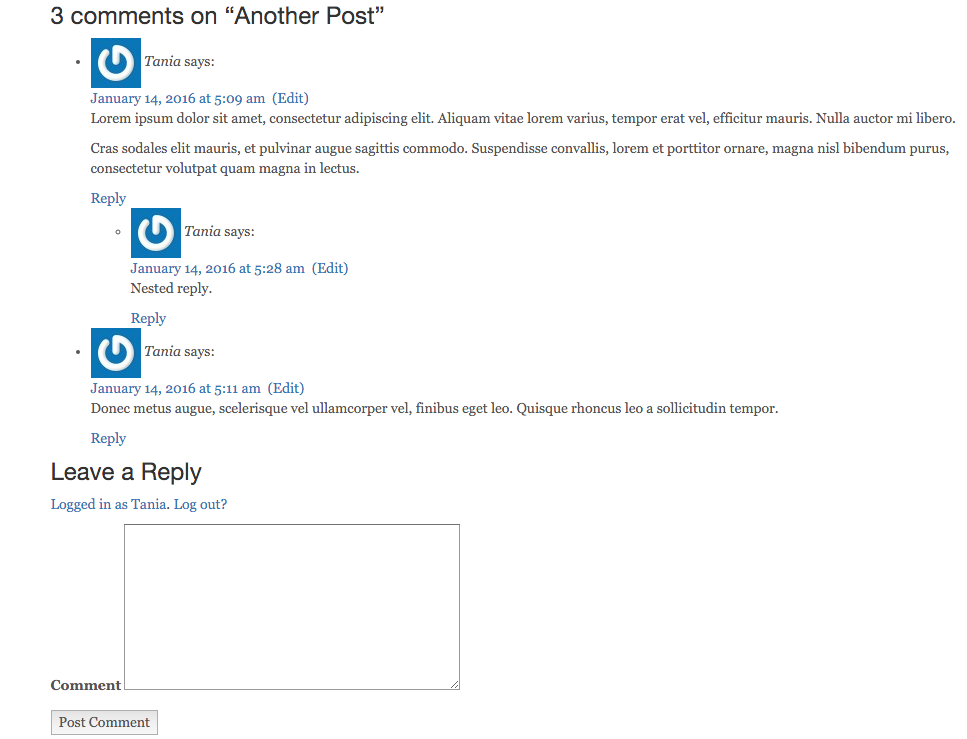 3 comments on “Another Post”
Tania says:
January 14, 2016 at 5:09 am (Edit)
Lorem ipsum dolor sit amet, consectetur adipiscing elit. Aliquam vitae lorem varius, tempor erat vel, efficitur mauris. Nulla auctor mi libero.
Cras sodales elit mauris, et pulvinar augue sagittis commodo. Suspendisse convallis, lorem et porttitor ornare, magna nisl bibendum purus,
consectetur volutpat quam magna in lectus.
Reply
Tania says:
January 14, 2016 at 5:28 am (Edit)
Nested reply.
Reply
Tania says:
January 14, 2016 at 5:11 am (Edit)
Donec metus augue, scelerisque vel ullamcorper vel, finibus eget leo. Quisque rhoncus leo a sollicitudin tempor.
Reply
Leave a Reply
Logged in as Tania. Log out?
Comment
Post Comment